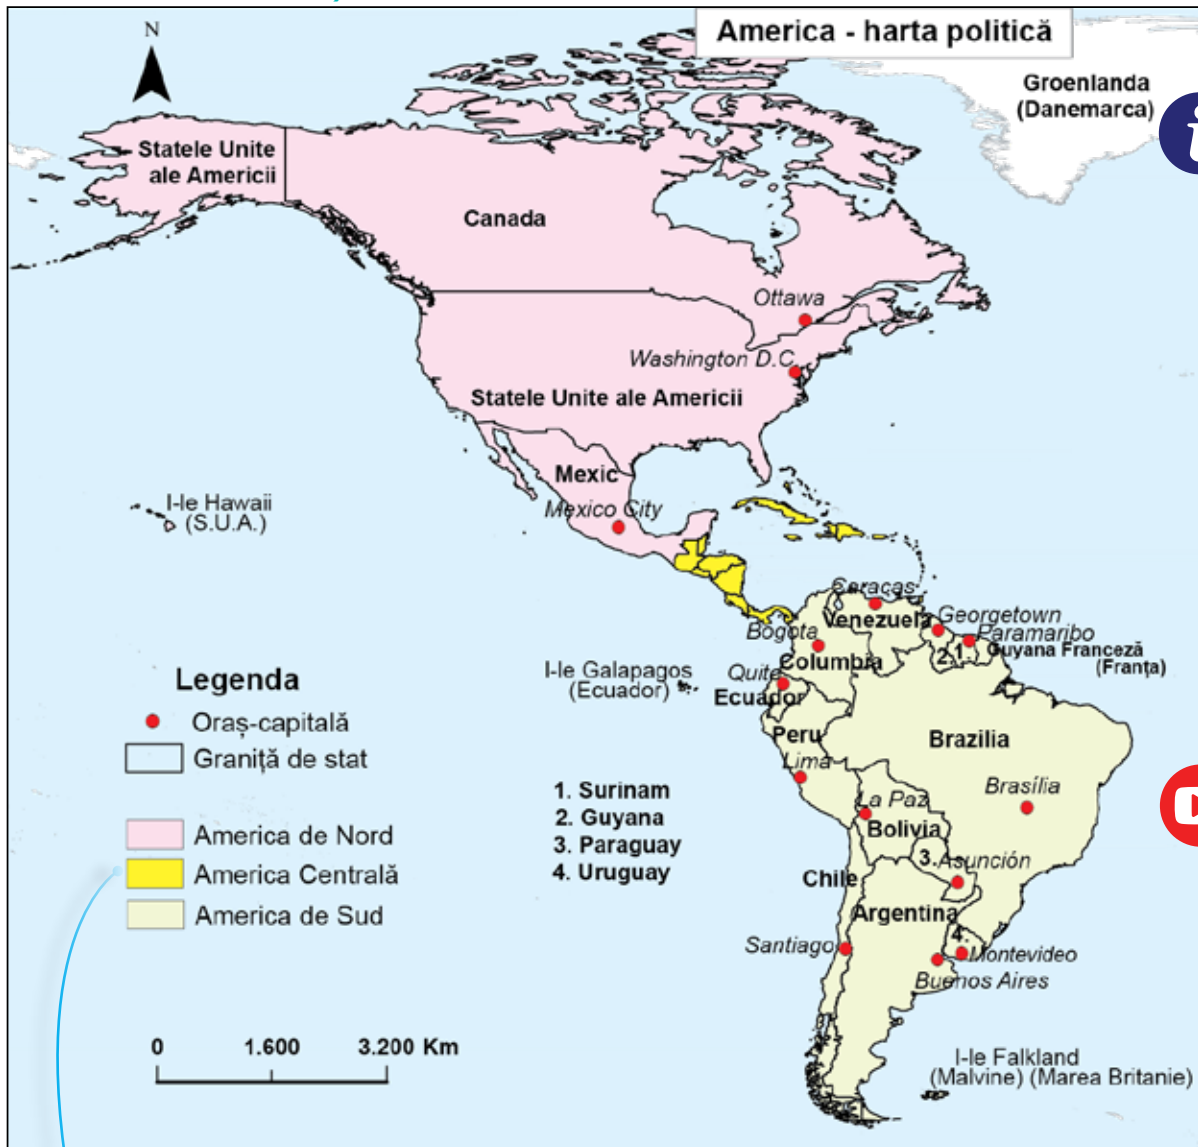 America - harta politică
N
Groenlanda
(Danemarca)
i
Statele Unite
ale Americii
Canada
Ottawa
Washington D.C.
Statele Unite ale Americii
Mexic
Mexico City
I-le Hawaii
(S.U.A.)
Caracas
Venezuela
Georgetown
Paramaribo
Bogota
Columbia
2.
1.
Guyana Franceză
(Franța)
I-le Galapagos
(Ecuador)
Quite
Ecuador
Peru
Lima
Brazilia
Brasília
La Paz
Bolivia
3.
Asunción
Chile
Argentina
4.
Santiago
Montevideo
Buenos Aires
I-le Falkland
(Malvine) (Marea Britanie)
1. Surinam
2. Guyana
3. Paraguay
4. Uruguay
Legenda
Oraș-capitală
Graniță de stat
America de Nord
America Centrală
America de Sud
0 1.600 3.200 Km